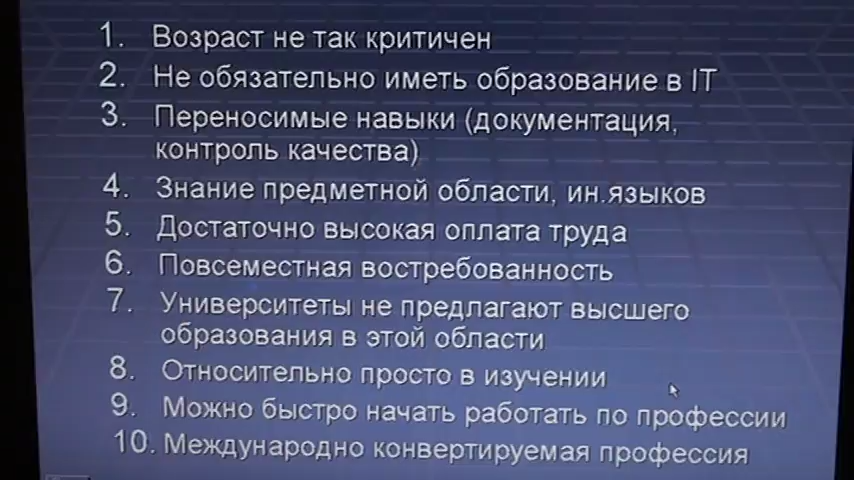 1. Возраст не так критичен
2. Не обязательно иметь образование в IT
3. Переносимые навыки (документация,
контроль качества)
4. Знание предметной области, ин.языков
5. Достаточно высокая оплата труда
6. Повсеместная востребованность
7. Университеты не предлагают высшего
образования в этой области
8. Относительно просто в изучении
9. Можно быстро начать работать по профессии
10. Международно конвертируемая профессия